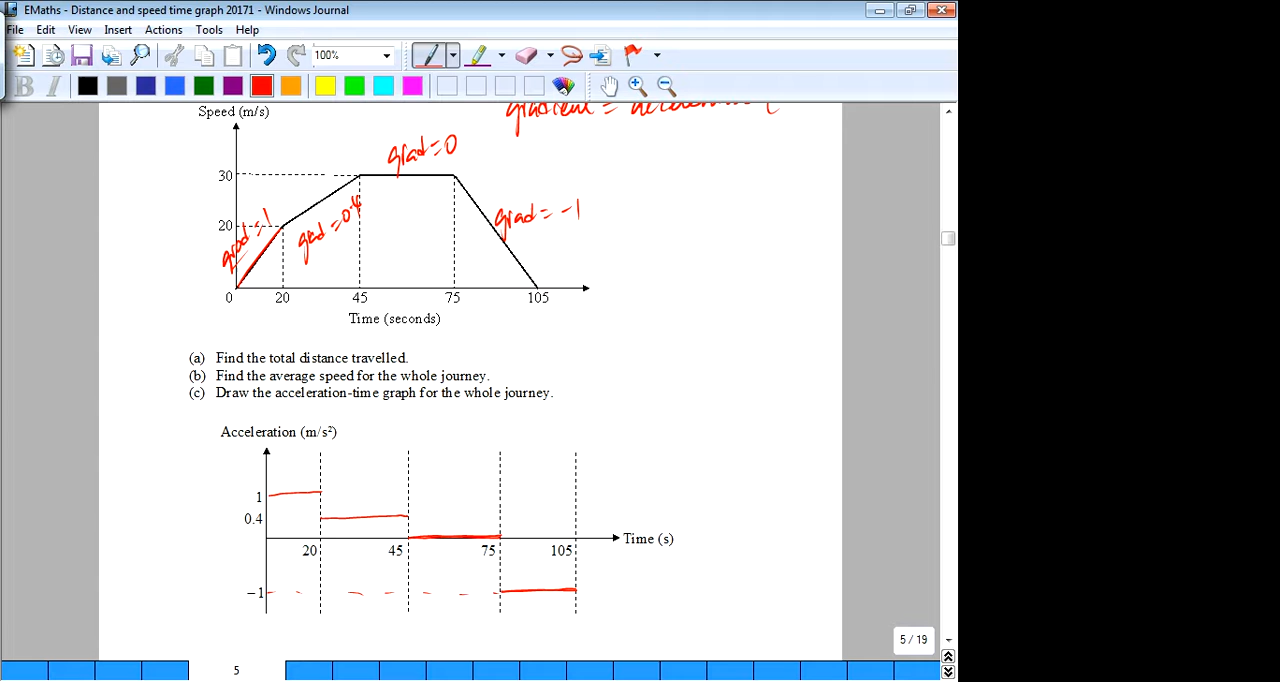 EMaths - Distance and speed time graph 20171 - Windows Journal
File Edit View Insert Actions Tools Help
100%
B I
gradient =
Speed (m/s)
grad=0
30
grad=1
grad=0.4
grad= -1
20
0 20 45 75 105
Time (seconds)
(a) Find the total distance travelled.
(b) Find the average speed for the whole journey.
(c) Draw the acceleration-time graph for the whole journey.
Acceleration (m/s²)
1
0.4
Time (s)
20 45 75 105
−1
5 / 19
5